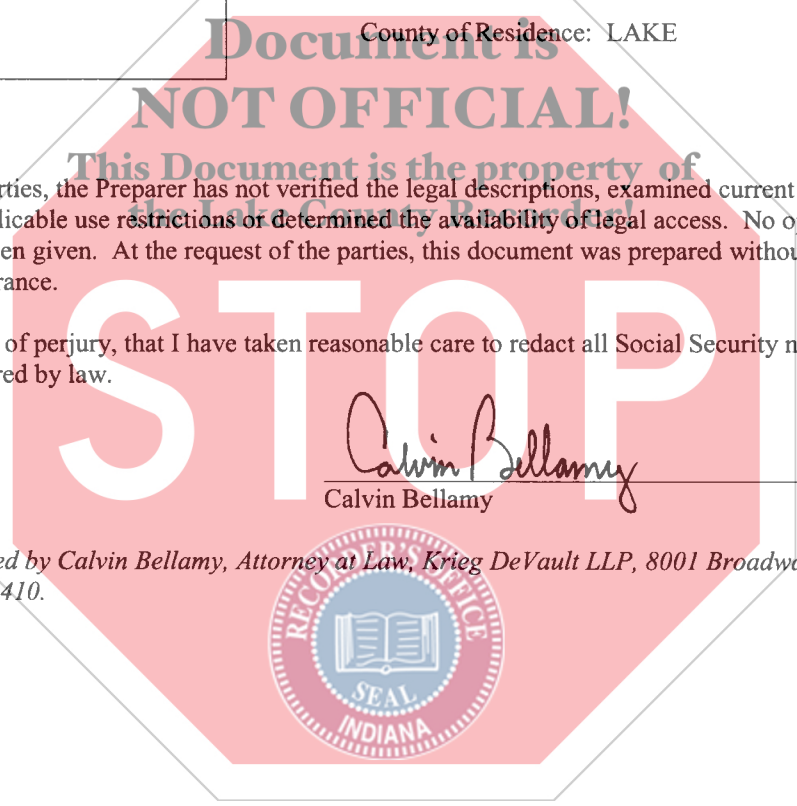 County of Residence: LAKE
Document is
NOT OFFICIAL!
This Document is the property of
the Lake County Recorder!
rties, the Preparer has not verified the legal descriptions, examined current
licable use restrictions or determined the availability of legal access. No o
en given. At the request of the parties, this document was prepared withou
rance.
of perjury, that I have taken reasonable care to redact all Social Security n
red by law.
STOP
Calvin Bellamy
Calvin Bellamy
ed by Calvin Bellamy, Attorney at Law, Krieg DeVault LLP, 8001 Broadwa
410.
RECORDER'S OFFICE
SEAL
INDIANA